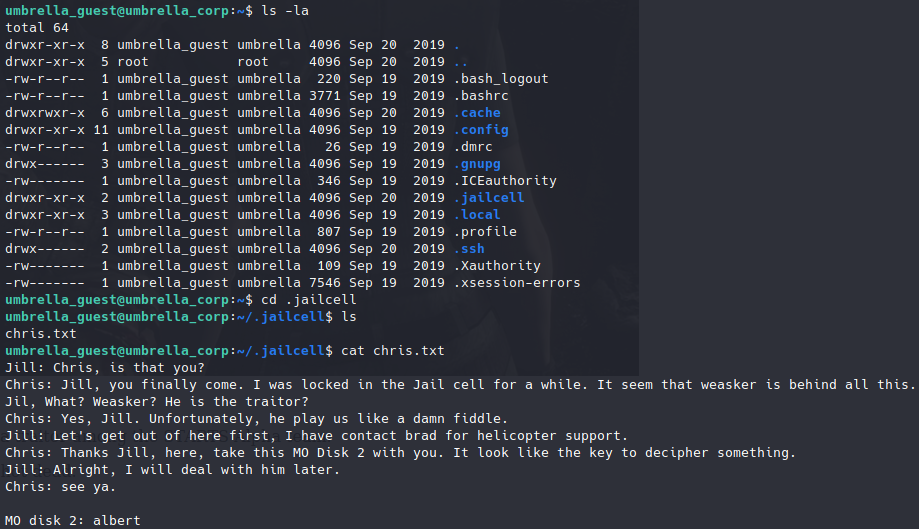 umbrella_guest@umbrella_corp:~$ ls -la
total 64
drwxr-xr-x  8 umbrella_guest umbrella 4096 Sep 20  2019 .
drwxr-xr-x  5 root           root     4096 Sep 20  2019 ..
-rw-r--r--  1 umbrella_guest umbrella  220 Sep 19  2019 .bash_logout
-rw-r--r--  1 umbrella_guest umbrella 3771 Sep 19  2019 .bashrc
drwxrwxr-x  6 umbrella_guest umbrella 4096 Sep 20  2019 .cache
drwxr-xr-x 11 umbrella_guest umbrella 4096 Sep 19  2019 .config
-rw-r--r--  1 umbrella_guest umbrella   26 Sep 19  2019 .dmrc
drwx------  3 umbrella_guest umbrella 4096 Sep 19  2019 .gnupg
-rw-------  1 umbrella_guest umbrella  346 Sep 19  2019 .ICEauthority
drwxr-xr-x  2 umbrella_guest umbrella 4096 Sep 20  2019 .jailcell
drwxr-xr-x  3 umbrella_guest umbrella 4096 Sep 19  2019 .local
-rw-r--r--  1 umbrella_guest umbrella  807 Sep 19  2019 .profile
drwx------  2 umbrella_guest umbrella 4096 Sep 20  2019 .ssh
-rw-------  1 umbrella_guest umbrella  109 Sep 19  2019 .Xauthority
-rw-------  1 umbrella_guest umbrella 7546 Sep 19  2019 .xsession-errors
umbrella_guest@umbrella_corp:~$ cd .jailcell
umbrella_guest@umbrella_corp:~/.jailcell$ ls
chris.txt
umbrella_guest@umbrella_corp:~/.jailcell$ cat chris.txt
Jill: Chris, is that you?
Chris: Jill, you finally come. I was locked in the Jail cell for a while. It seem that weasker is behind all this.
Jil, What? Weasker? He is the traitor?
Chris: Yes, Jill. Unfortunately, he play us like a damn fiddle.
Jill: Let's get out of here first, I have contact brad for helicopter support.
Chris: Thanks Jill, here, take this MO Disk 2 with you. It look like the key to decipher something.
Jill: Alright, I will deal with him later.
Chris: see ya.
MO disk 2: albert